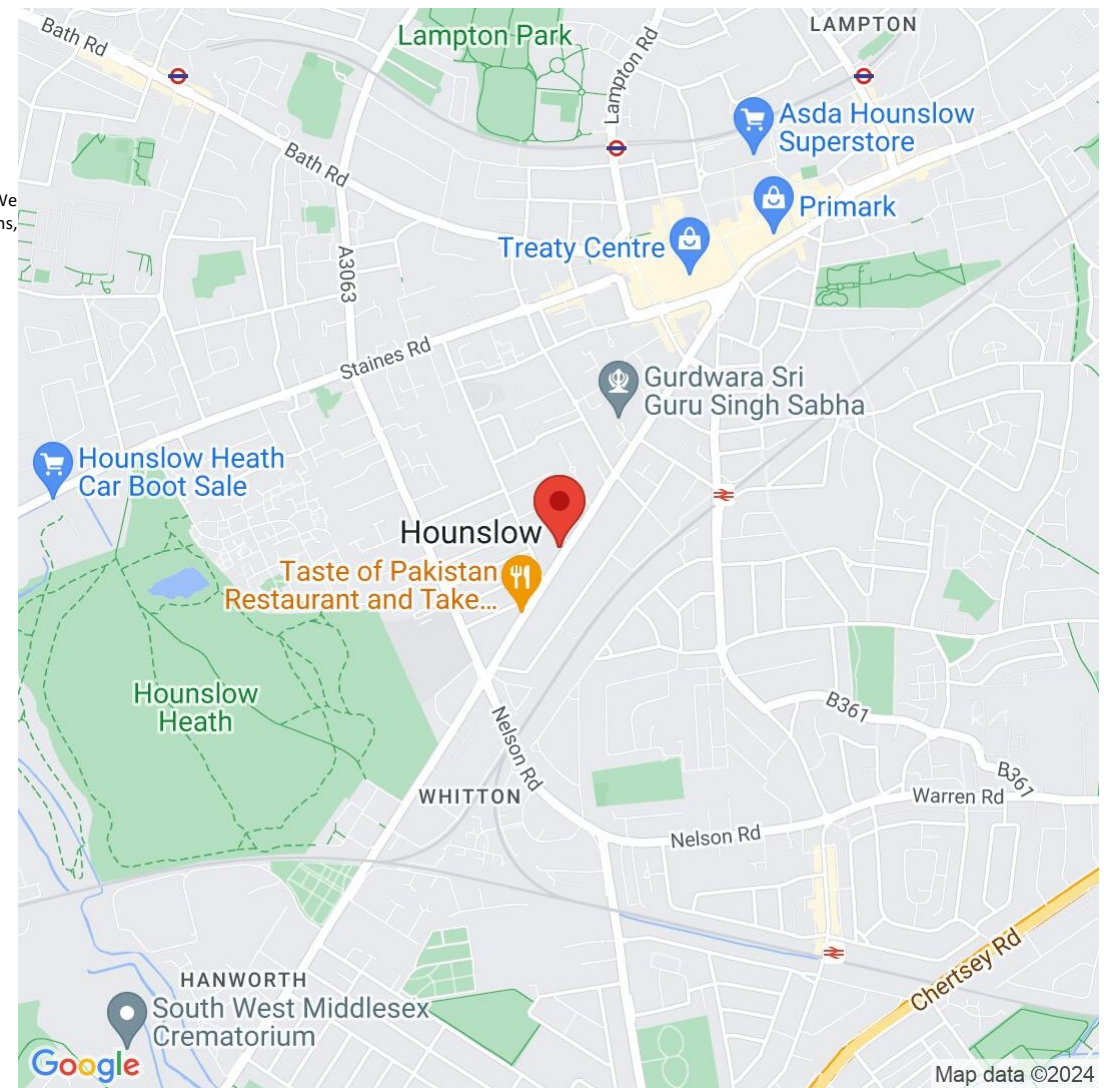 Bath Rd
Lampton Park
LAMPTON
Lampton Rd
Asda Hounslow
Superstore
Bath Rd
We
ns,
Primark
Treaty Centre
A3063
Staines Rd
Gurdwara Sri
Guru Singh Sabha
Hounslow Heath
Car Boot Sale
Hounslow
Taste of Pakistan
Restaurant and Take...
Hounslow
Heath
B361
Nelson Rd
B361
WHITTON
Warren Rd
Nelson Rd
Chertsey Rd
HANWORTH
South West Middlesex
Crematorium
Google
Map data ©2024